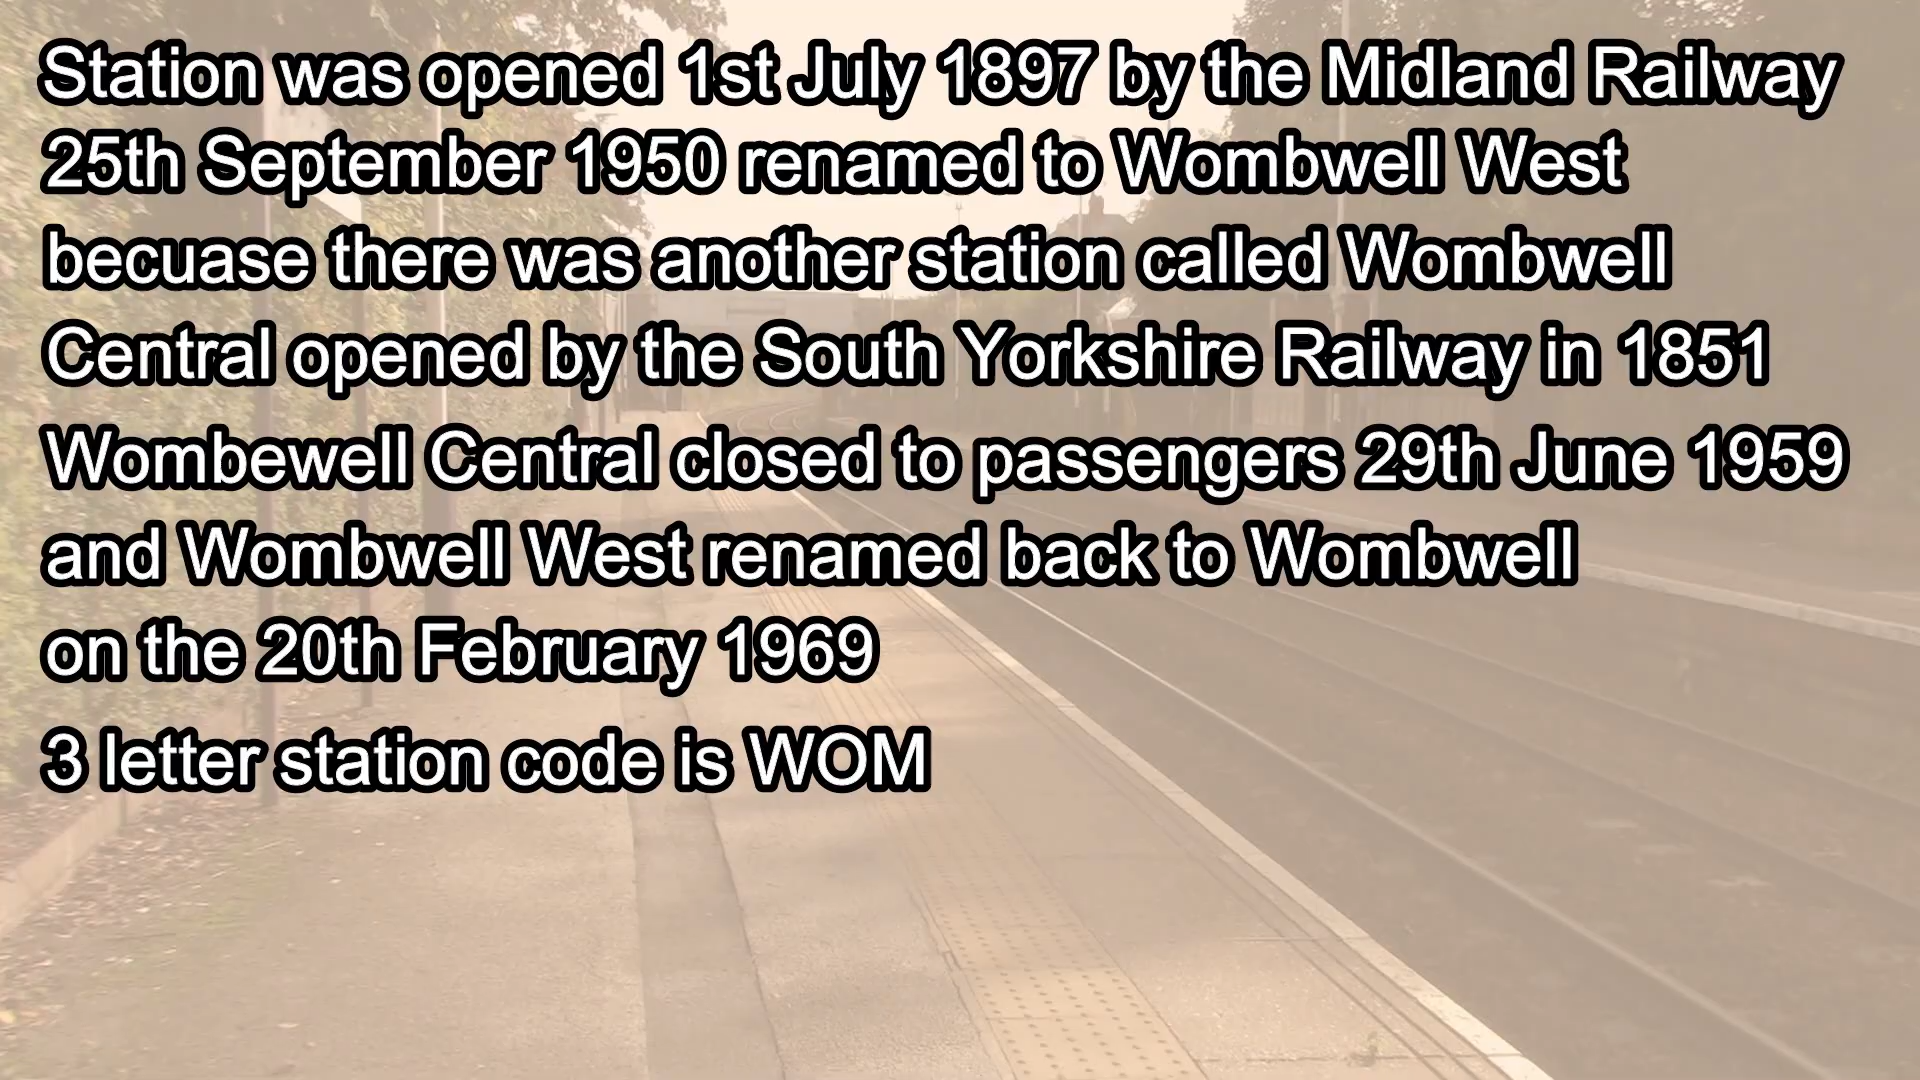 Station was opened 1st July 1897 by the Midland Railway
25th September 1950 renamed to Wombwell West
becuase there was another station called Wombwell
Central opened by the South Yorkshire Railway in 1851
Wombewell Central closed to passengers 29th June 1959
and Wombwell West renamed back to Wombwell
on the 20th February 1969
3 letter station code is WOM